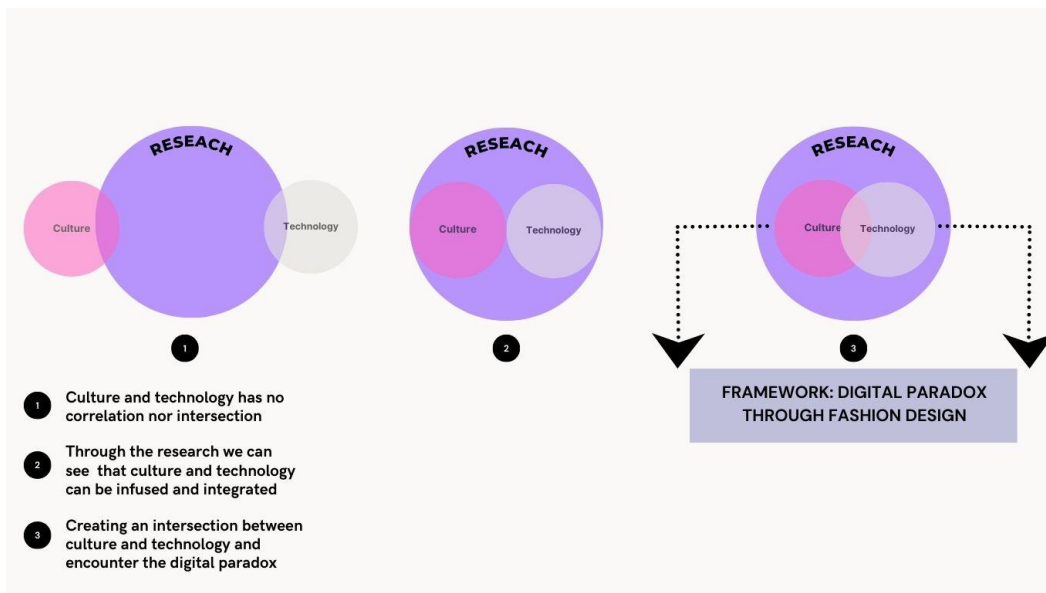 RESEACH
Culture
Technology
1
RESEACH
Culture
Technology
2
RESEACH
Culture
Technology
3
1
Culture and technology has no
correlation nor intersection
2
Through the research we can
see that culture and technology
can be infused and integrated
3
Creating an intersection between
culture and technology and
encounter the digital paradox
FRAMEWORK: DIGITAL PARADOX
THROUGH FASHION DESIGN